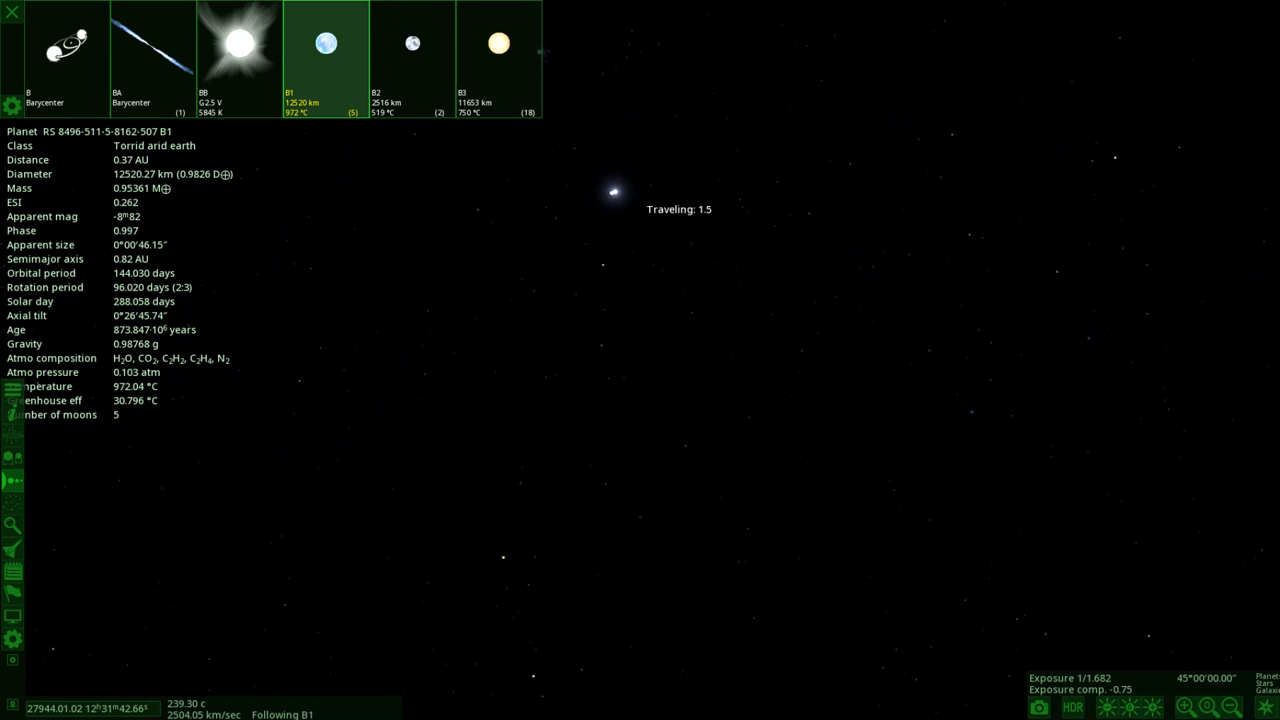 B
Barycenter
BA
Barycenter
(1)
BB
G2.5 V
5845 K
B1
12520 km
972 °C
(5)
B2
2516 km
519 °C
(2)
B3
11653 km
750 °C
(18)
Planet RS 8496-511-5-8162-507 B1
Class Torrid arid earth
Distance 0.37 AU
Diameter 12520.27 km (0.9826 D⊕)
Mass 0.95361 M⊕
ESI 0.262
Apparent mag -8ᵐ82
Phase 0.997
Apparent size 0°00′46.15″
Semimajor axis 0.82 AU
Orbital period 144.030 days
Rotation period 96.020 days (2:3)
Solar day 288.058 days
Axial tilt 0°26′45.74″
Age 873.847·10⁶ years
Gravity 0.98768 g
Atmo composition H₂O, CO₂, C₂H₂, C₂H₄, N₂
Atmo pressure 0.103 atm
mperature 972.04 °C
enhouse eff 30.796 °C
nber of moons 5
Traveling: 1.5
27944.01.02 12ʰ31ᵐ42.66ˢ
239.30 c
2504.05 km/sec Following B1
Exposure 1/1.682 45°00′00.00″
Exposure comp. -0.75
HDR
Planets
Stars
Galaxie